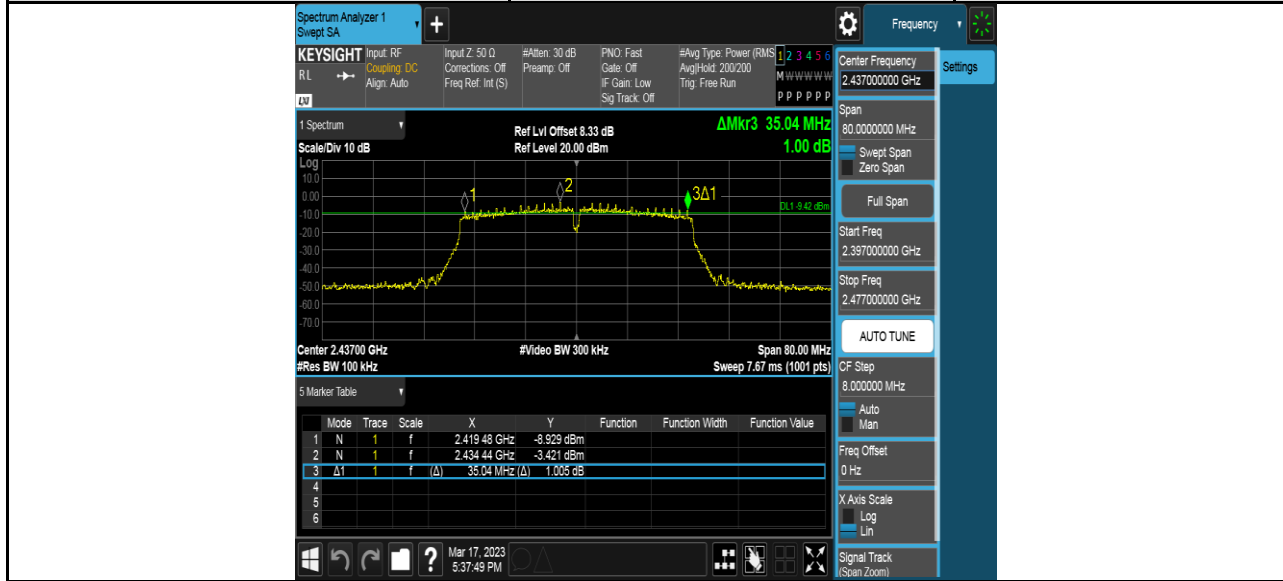 Spectrum Analyzer 1
Swept SA
+
Frequency
KEYSIGHT
RL
LXI
Input: RF
Coupling: DC
Align: Auto
Input Z: 50 Ω
Corrections: Off
Freq Ref: Int (S)
#Atten: 30 dB
Preamp: Off
PNO: Fast
Gate: Off
IF Gain: Low
Sig Track: Off
#Avg Type: Power (RMS
Avg|Hold: 200/200
Trig: Free Run
1 2 3 4 5 6
M W W W W W
P P P P P P
1 Spectrum
Scale/Div 10 dB
Ref Lvl Offset 8.33 dB
Ref Level 20.00 dBm
ΔMkr3 35.04 MHz
1.00 dB
Log
10.0
0.00
-10.0
-20.0
-30.0
-40.0
-50.0
-60.0
-70.0
1
2
3Δ1
DL1 -9.42 dBm
Center 2.43700 GHz
#Res BW 100 kHz
#Video BW 300 kHz
Span 80.00 MHz
Sweep 7.67 ms (1001 pts)
5 Marker Table
Mode Trace Scale X Y Function Function Width Function Value
1 N 1 f 2.419 48 GHz -8.929 dBm
2 N 1 f 2.434 44 GHz -3.421 dBm
3 Δ1 1 f (Δ) 35.04 MHz (Δ) 1.005 dB
4
5
6
?
Mar 17, 2023
5:37:49 PM
Center Frequency
2.437000000 GHz
Settings
Span
80.0000000 MHz
Swept Span
Zero Span
Full Span
Start Freq
2.397000000 GHz
Stop Freq
2.477000000 GHz
AUTO TUNE
CF Step
8.000000 MHz
Auto
Man
Freq Offset
0 Hz
X Axis Scale
Log
Lin
Signal Track
(Span Zoom)